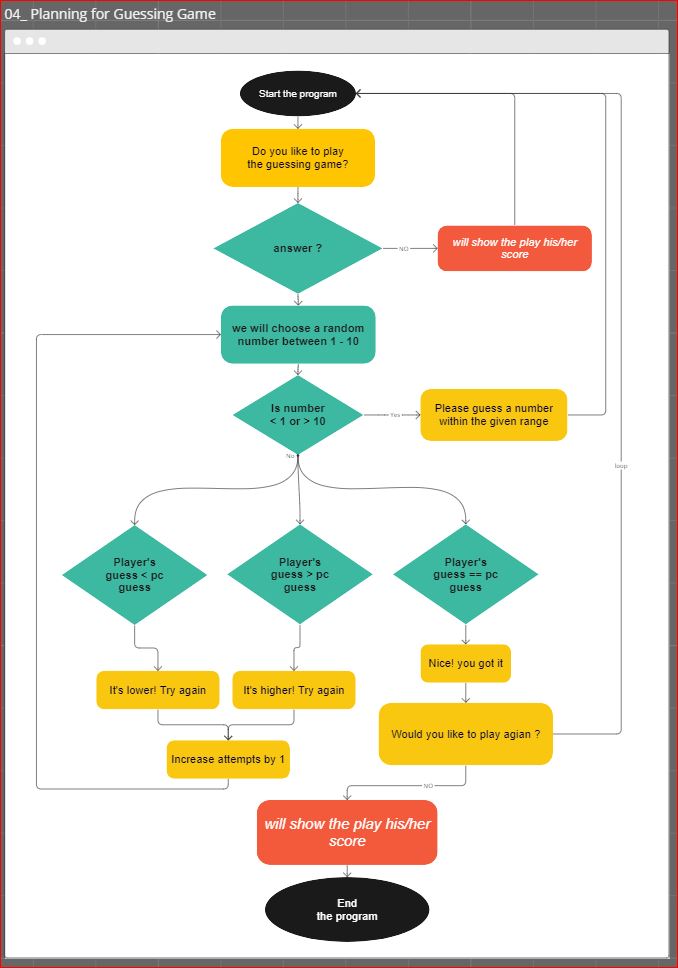 04_ Planning for Guessing Game
Start the program
Do you like to play
the guessing game?
answer ?
NO
will show the play his/her
score
we will choose a random
number between 1 - 10
Is number
< 1 or > 10
Yes
Please guess a number
within the given range
No
loop
Player's
guess < pc
guess
Player's
guess > pc
guess
Player's
guess == pc
guess
Nice! you got it
It's lower! Try again
It's higher! Try again
Would you like to play agian ?
Increase attempts by 1
NO
will show the play his/her
score
End
the program